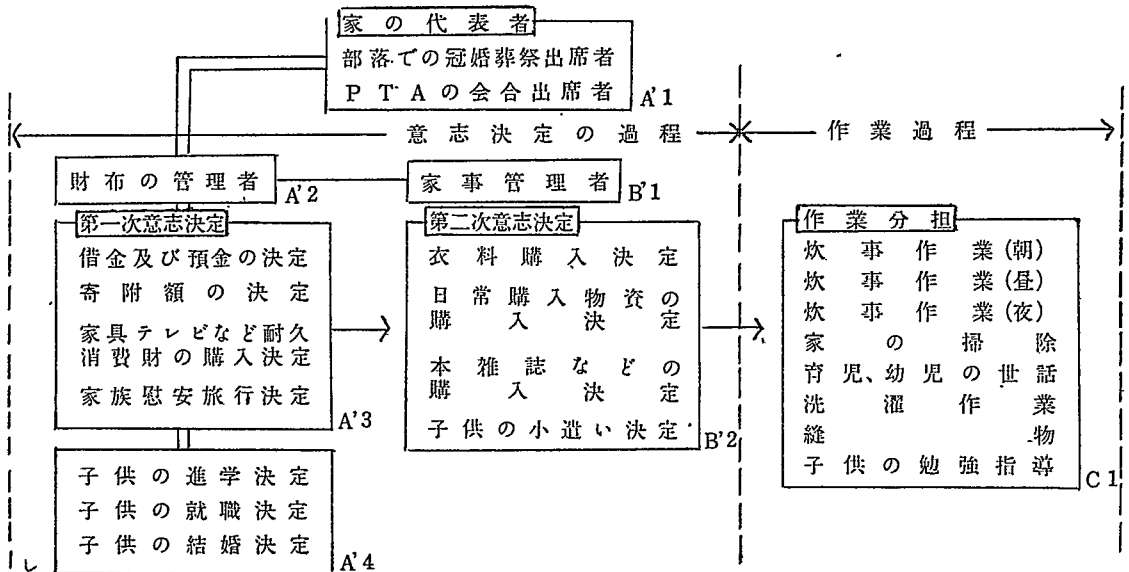 家の代表者
部落での冠婚葬祭出席者
PTAの会合出席者
A'1
意志決定の過程
作業過程
財布の管理者
A'2
家事管理者
B'1
第一次意志決定
借金及び預金の決定
寄附額の決定
家具テレビなど耐久
消費財の購入決定
家族慰安旅行決定
A'3
第二次意志決定
衣料購入決定
日常購入物資の
購入決定
本雑誌などの
購入決定
子供の小遣い決定
B'2
作業分担
炊事作業(朝)
炊事作業(昼)
炊事作業(夜)
家の掃除
育児、幼児の世話
洗濯作業
縫物
子供の勉強指導
C1
子供の進学決定
子供の就職決定
子供の結婚決定
A'4